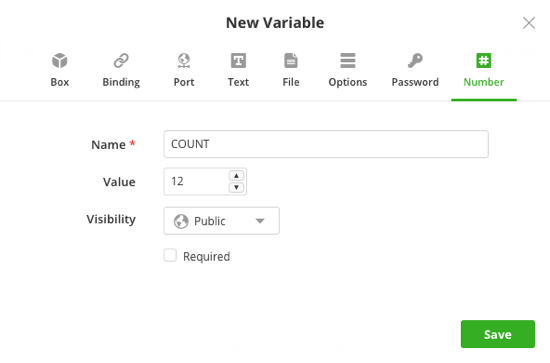 New Variable
Box Binding Port Text File Options Password Number
Name * COUNT
Value 12
Visibility Public
Required
Save